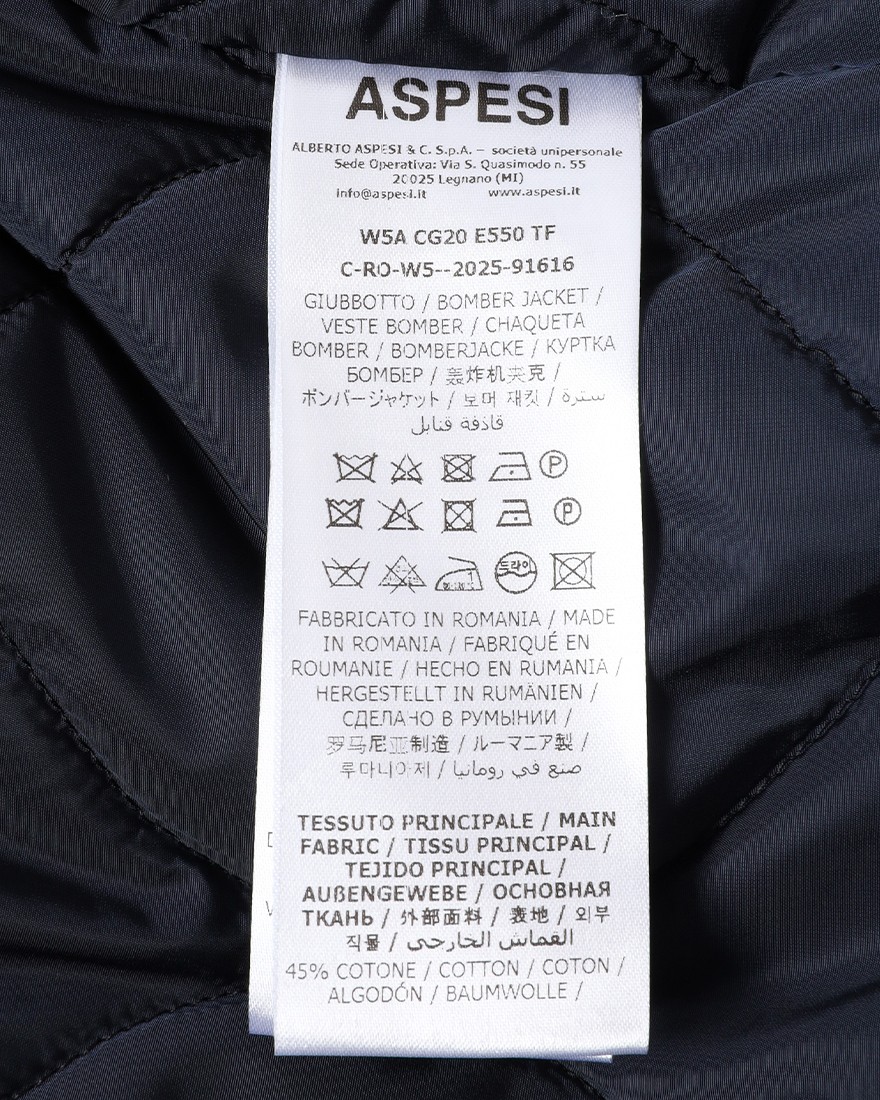 ASPESI
ALBERTO ASPESI & C. S.p.A. – società unipersonale
Sede Operativa: Via S. Quasimodo n. 55
20025 Legnano (MI)
info@aspesi.it www.aspesi.it
W5A CG20 E550 TF
C-RO-W5--2025-91616
GIUBBOTTO / BOMBER JACKET /
VESTE BOMBER / CHAQUETA
BOMBER / BOMBERJACKE / КУРТКА
БОМБЕР / 轰炸机夹克 /
ボンバージャケット / 보머 재킷 / سترة
قاذفة قنابل
P
P
1
드라이
FABBRICATO IN ROMANIA / MADE
IN ROMANIA / FABRIQUÉ EN
ROUMANIE / HECHO EN RUMANIA /
HERGESTELLT IN RUMÄNIEN /
СДЕЛАНО В РУМЫНИИ /
罗马尼亚制造 / ルーマニア製 /
루마니아제 / صنع في رومانيا
TESSUTO PRINCIPALE / MAIN
FABRIC / TISSU PRINCIPAL /
TEJIDO PRINCIPAL /
AUßENGEWEBE / ОСНОВНАЯ
ТКАНЬ / 外部面料 / 表地 / 외부
직물 / القماش الخارجي
45% COTONE / COTTON / COTON /
ALGODÓN / BAUMWOLLE /